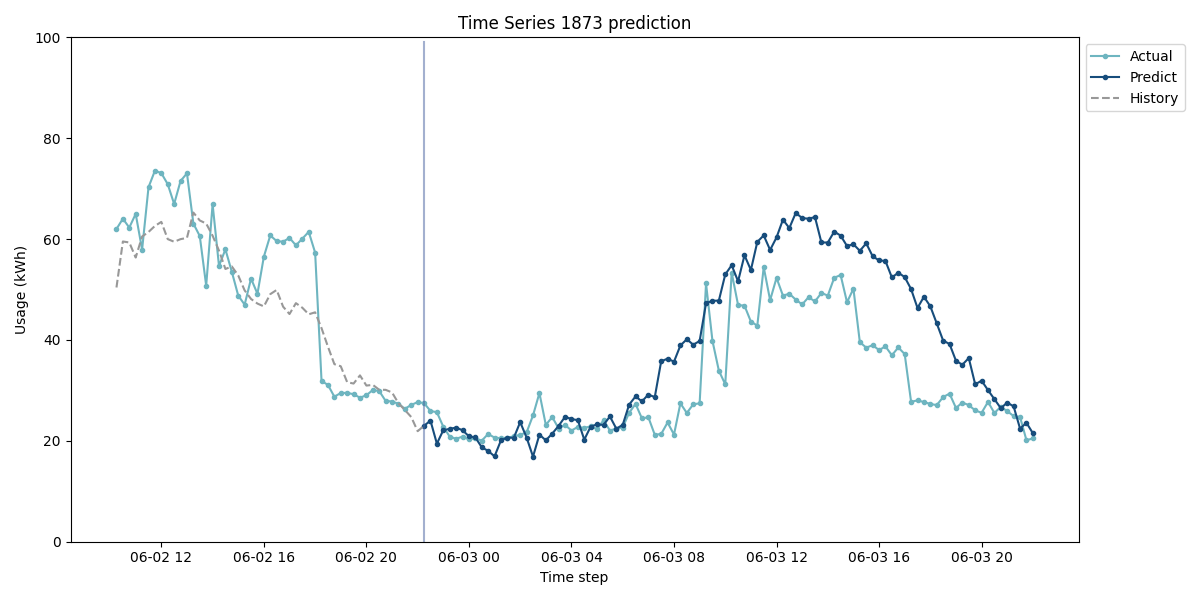 Time Series 1873 prediction
100
80
60
40
20
0
Usage (kWh)
06-02 12
06-02 16
06-02 20
06-03 00
06-03 04
06-03 08
06-03 12
06-03 16
06-03 20
Time step
Actual
Predict
History